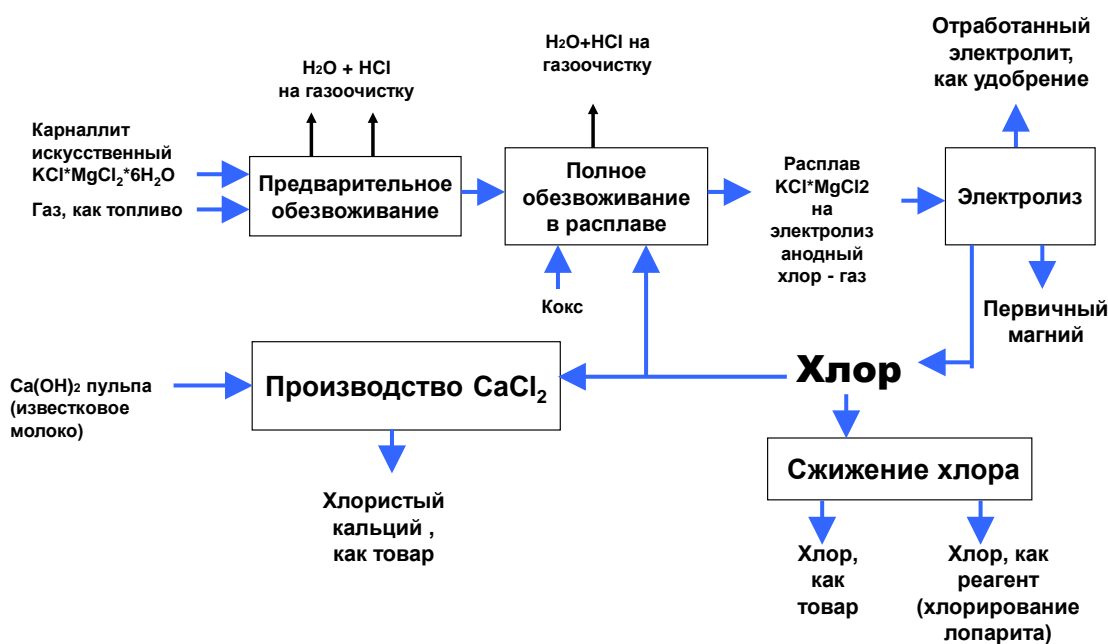 H2O + HCl
на газоочистку
H2O+HCl на
газоочистку
Отработанный
электролит,
как удобрение
Карналлит
искусственный
KCl*MgCl2*6H2O
Газ, как топливо
Предварительное
обезвоживание
Полное
обезвоживание
в расплаве
Расплав
KCl*MgCl2
на
электролиз
анодный
хлор - газ
Электролиз
Кокс
Первичный
магний
Ca(OH)2 пульпа
(известковое
молоко)
Производство CaCl2
Хлор
Сжижение хлора
Хлористый
кальций ,
как товар
Хлор,
как
товар
Хлор, как
реагент
(хлорирование
лопарита)